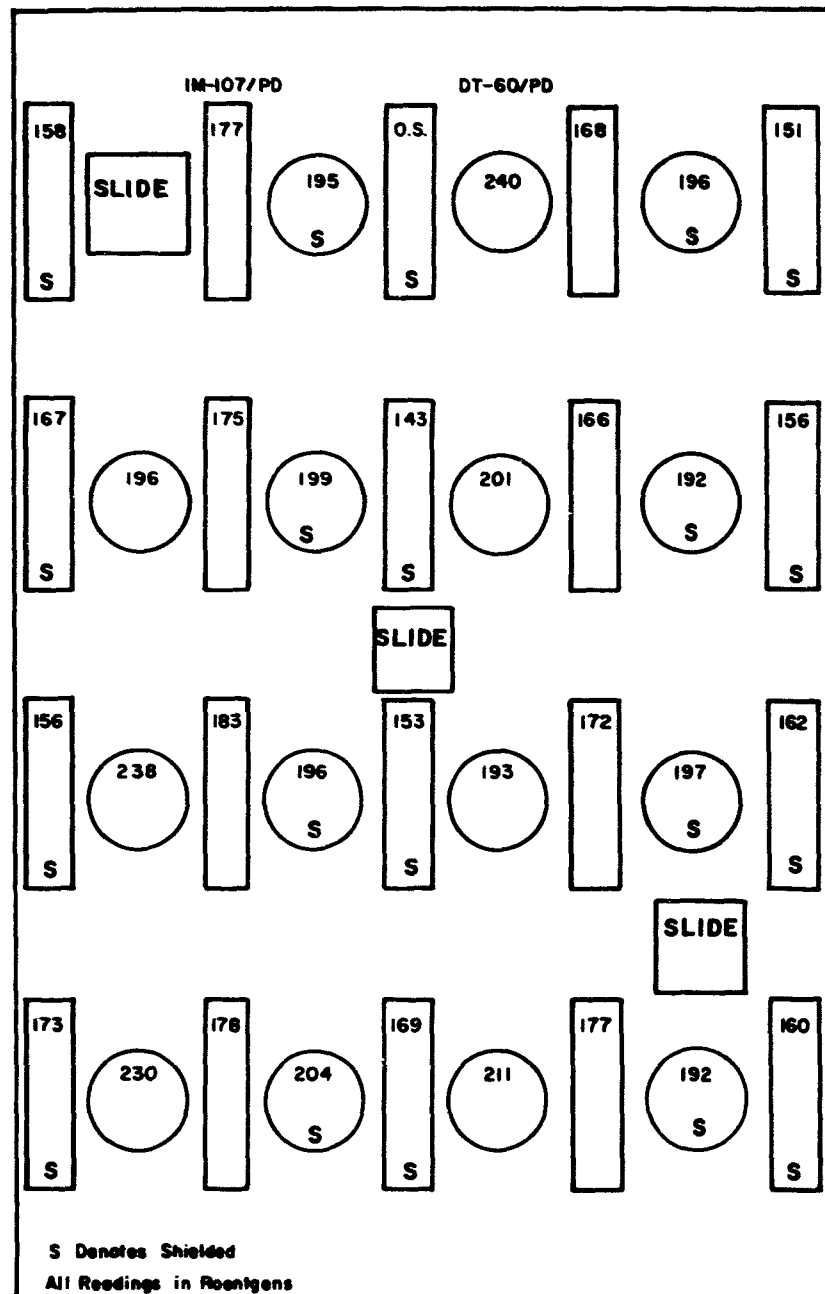 IM-107/PD DT-60/PD
158 177 195 O.S. 240 168 196 151
SLIDE
S S S S S
167 175 143 166 156
196 199 201 192
S S S S S
SLIDE
156 183 153 172 162
238 196 193 197
S S S S S
SLIDE
173 178 169 177 160
230 204 211 192
S S S S S
S Denotes Shielded
All Readings in Roentgens